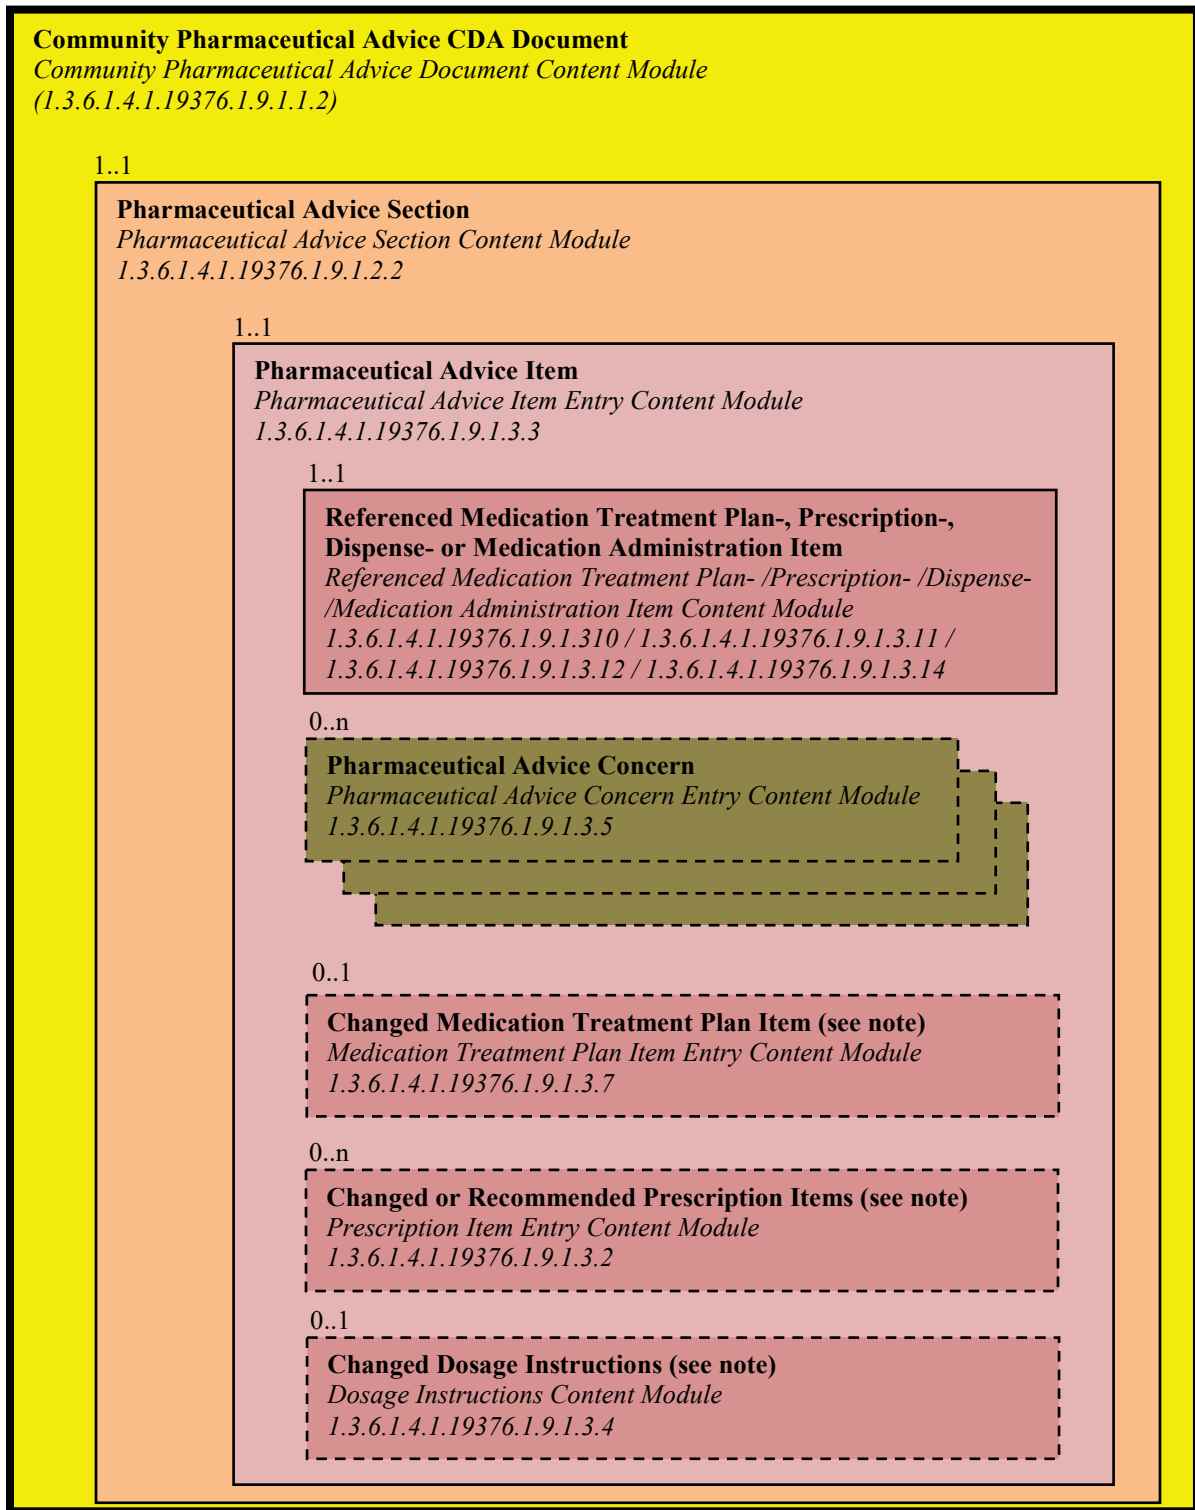 Community Pharmaceutical Advice CDA Document
Community Pharmaceutical Advice Document Content Module
(1.3.6.1.4.1.19376.1.9.1.1.2)
1..1
Pharmaceutical Advice Section
Pharmaceutical Advice Section Content Module
1.3.6.1.4.1.19376.1.9.1.2.2
1..1
Pharmaceutical Advice Item
Pharmaceutical Advice Item Entry Content Module
1.3.6.1.4.1.19376.1.9.1.3.3
1..1
Referenced Medication Treatment Plan-, Prescription-,
Dispense- or Medication Administration Item
Referenced Medication Treatment Plan- /Prescription- /Dispense-
/Medication Administration Item Content Module
1.3.6.1.4.1.19376.1.9.1.310 / 1.3.6.1.4.1.19376.1.9.1.3.11 /
1.3.6.1.4.1.19376.1.9.1.3.12 / 1.3.6.1.4.1.19376.1.9.1.3.14
0..n
Pharmaceutical Advice Concern
Pharmaceutical Advice Concern Entry Content Module
1.3.6.1.4.1.19376.1.9.1.3.5
0..1
Changed Medication Treatment Plan Item (see note)
Medication Treatment Plan Item Entry Content Module
1.3.6.1.4.1.19376.1.9.1.3.7
0..n
Changed or Recommended Prescription Items (see note)
Prescription Item Entry Content Module
1.3.6.1.4.1.19376.1.9.1.3.2
0..1
Changed Dosage Instructions (see note)
Dosage Instructions Content Module
1.3.6.1.4.1.19376.1.9.1.3.4